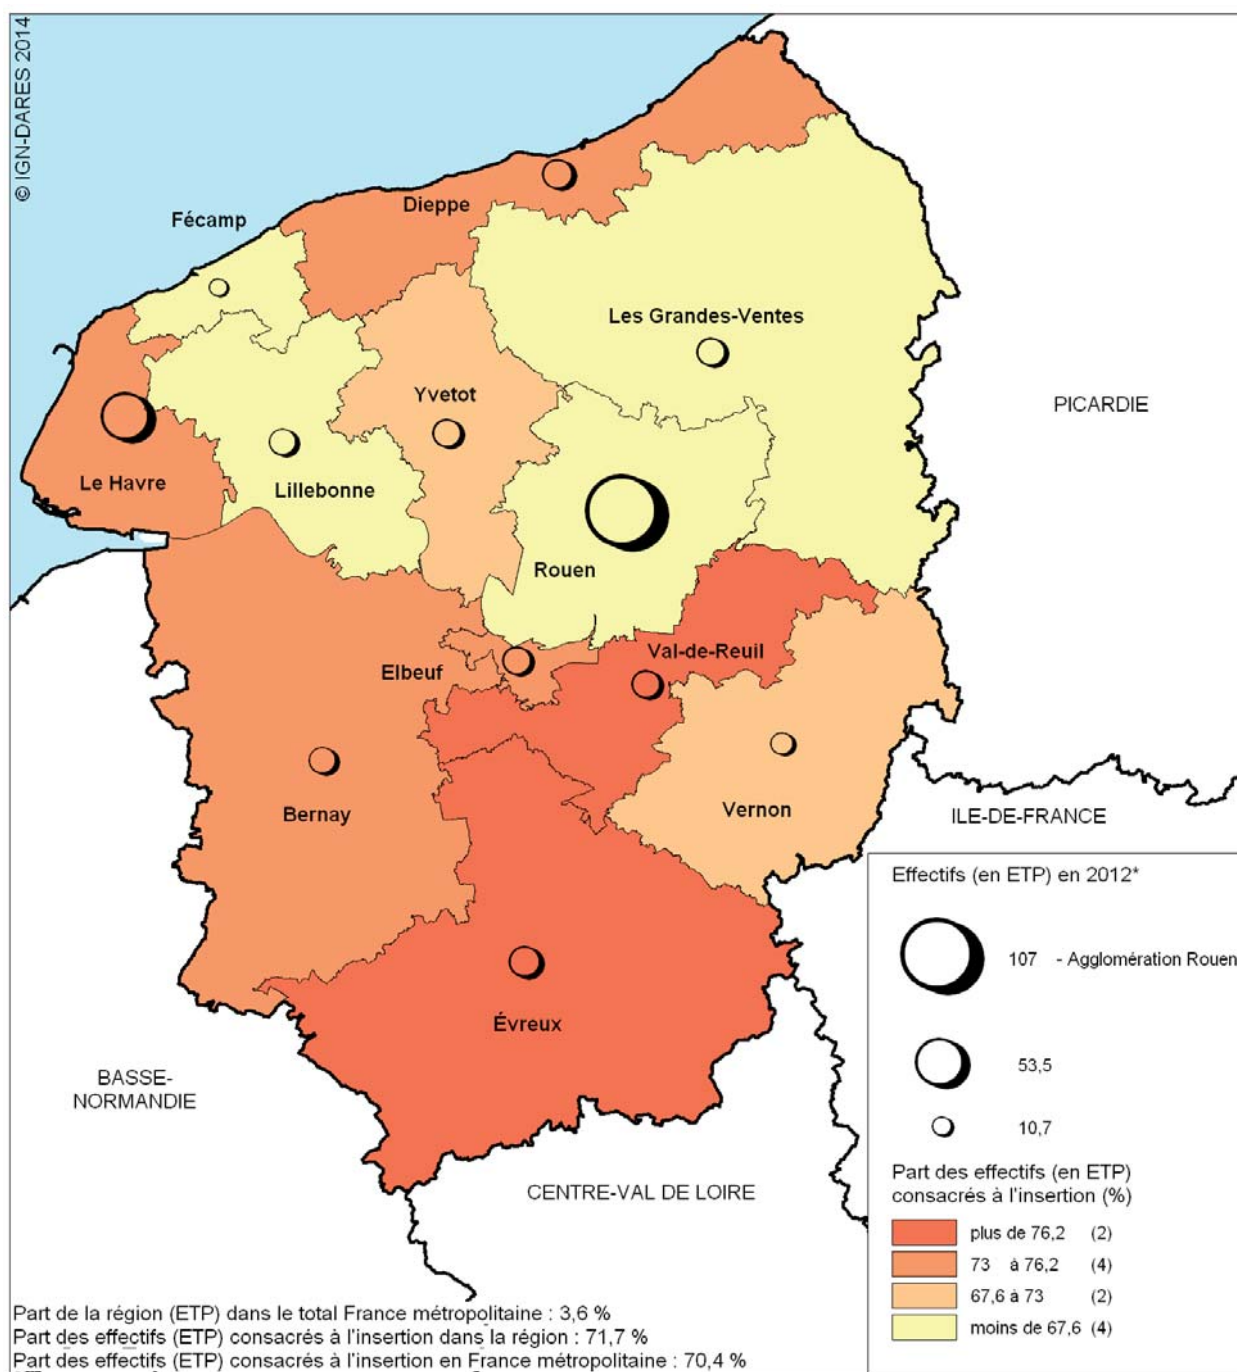 © IGN-DARES 2014
Dieppe
Fécamp
Les Grandes-Ventes
Yvetot
PICARDIE
Le Havre
Lillebonne
Rouen
Val-de-Reuil
Elbeuf
Bernay
Vernon
ILE-DE-FRANCE
Évreux
BASSE-
NORMANDIE
CENTRE-VAL DE LOIRE
Effectifs (en ETP) en 2012*
107 - Agglomération Rouen
53,5
10,7
Part des effectifs (en ETP)
consacrés à l'insertion (%)
plus de 76,2 (2)
73 à 76,2 (4)
67,6 à 73 (2)
moins de 67,6 (4)
Part de la région (ETP) dans le total France métropolitaine : 3,6 %
Part des effectifs (ETP) consacrés à l'insertion dans la région : 71,7 %
Part des effectifs (ETP) consacrés à l'insertion en France métropolitaine : 70,4 %